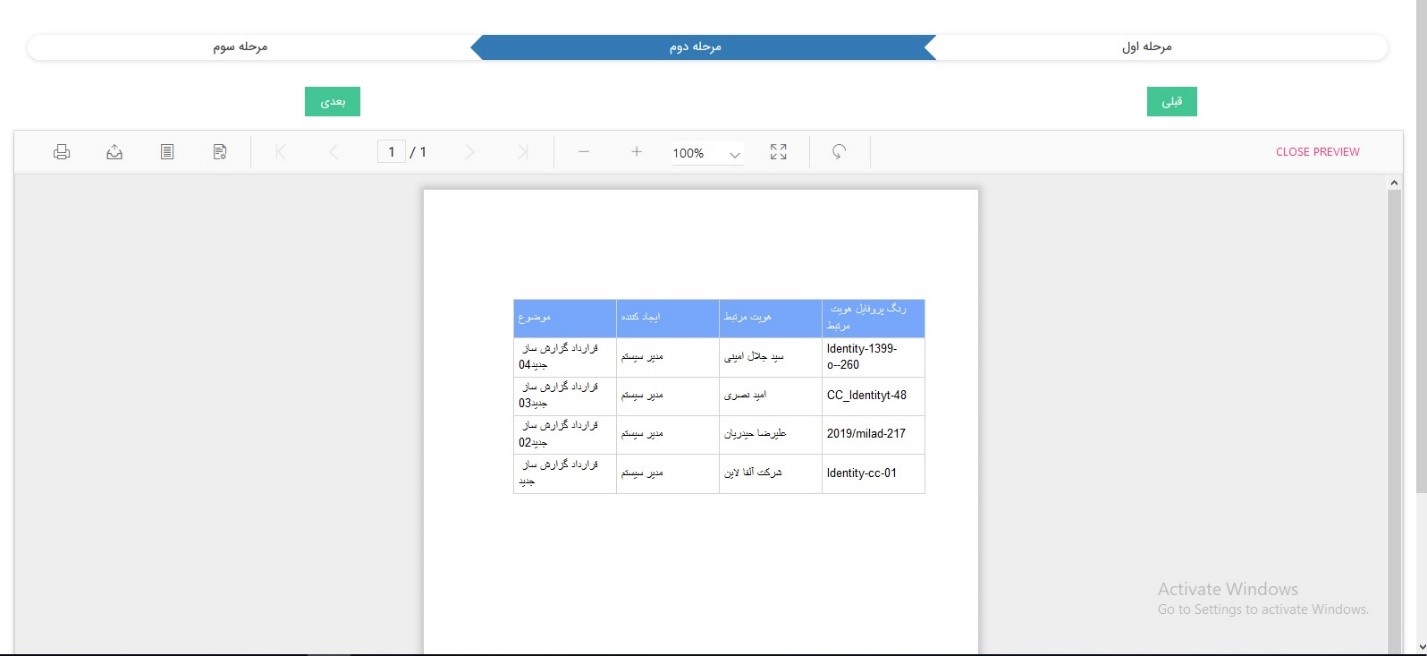 مرحله اول
مرحله دوم
مرحله سوم
قبلی
بعدی
1 / 1
100%
CLOSE PREVIEW
رنگ پروفایل هویت
مرتبط
هویت مرتبط
ایجاد کننده
موضوع
Identity-1399-
o--260
سید جلال امینی
مدیر سیستم
قرارداد گزارش ساز
جدید04
CC_Identityt-48
امید نصری
مدیر سیستم
قرارداد گزارش ساز
جدید03
2019/milad-217
علیرضا حیدریان
مدیر سیستم
قرارداد گزارش ساز
جدید02
Identity-cc-01
شرکت آلفا لاین
مدیر سیستم
قرارداد گزارش ساز
جدید
Activate Windows
Go to Settings to activate Windows.